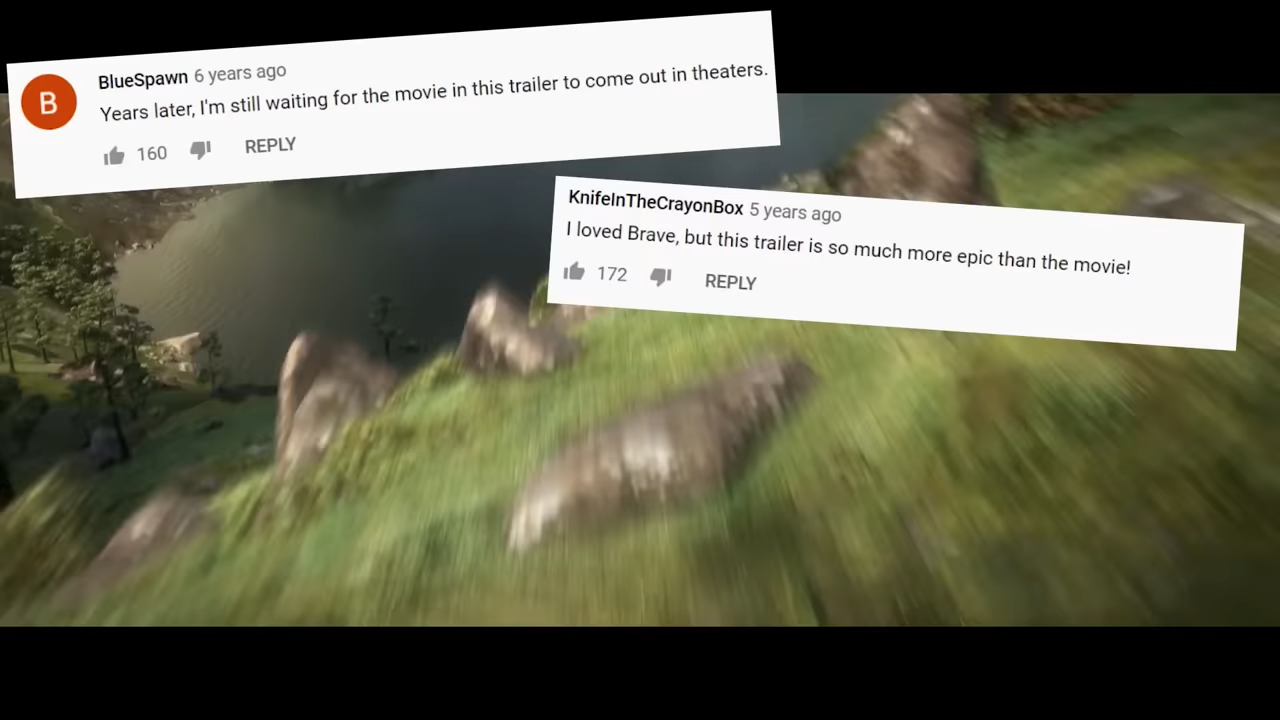 B
BlueSpawn 6 years ago
Years later, I'm still waiting for the movie in this trailer to come out in theaters.
160 REPLY
KnifeInTheCrayonBox 5 years ago
I loved Brave, but this trailer is so much more epic than the movie!
172 REPLY